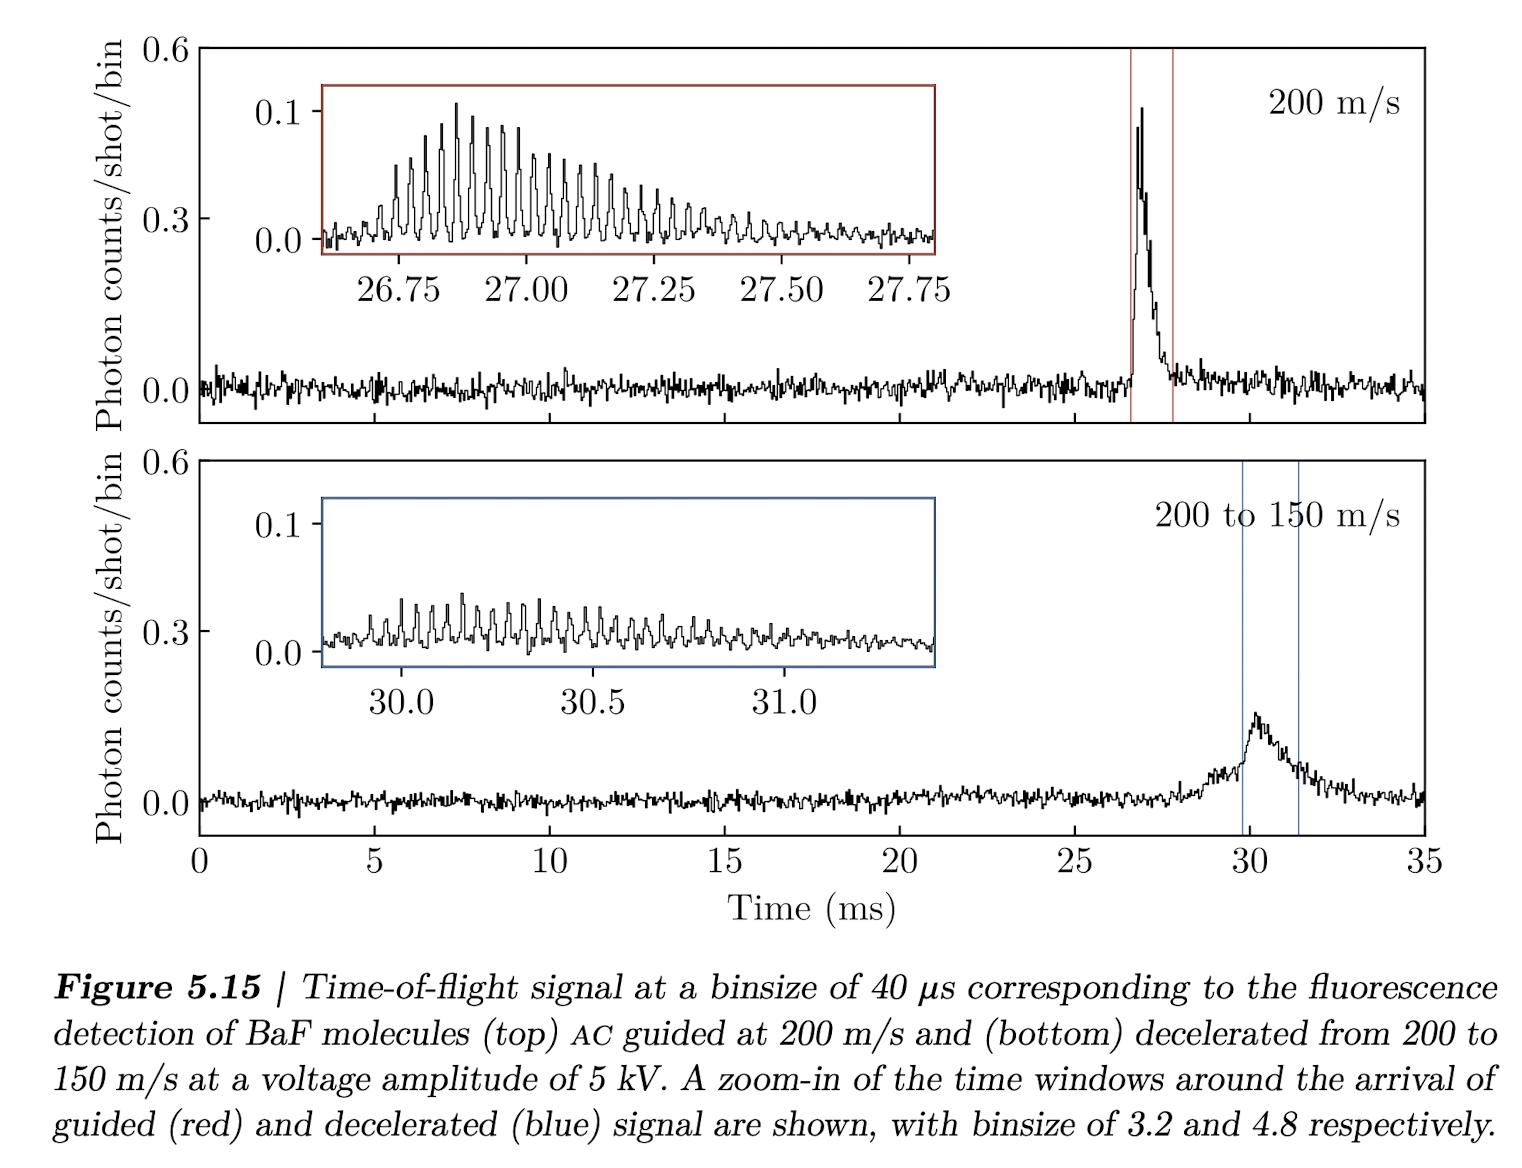 Photon counts/shot/bin
0.6
0.3
0.0
200 m/s
0.1
0.0
26.75 27.00 27.25 27.50 27.75
Photon counts/shot/bin
0.6
0.3
0.0
200 to 150 m/s
0.1
0.0
30.0 30.5 31.0
0 5 10 15 20 25 30 35
Time (ms)
Figure 5.15 | Time-of-flight signal at a binsize of 40 μs corresponding to the fluorescence
detection of BaF molecules (top) AC guided at 200 m/s and (bottom) decelerated from 200 to
150 m/s at a voltage amplitude of 5 kV. A zoom-in of the time windows around the arrival of
guided (red) and decelerated (blue) signal are shown, with binsize of 3.2 and 4.8 respectively.